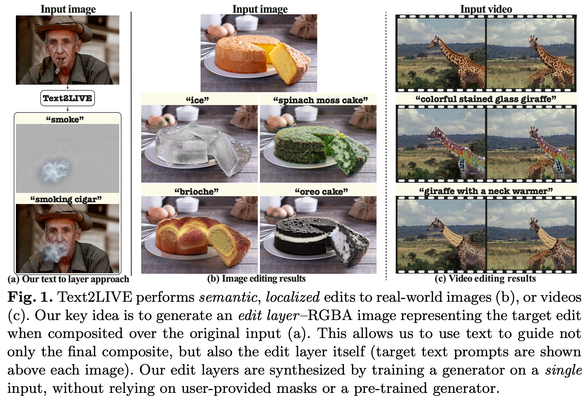 Input image
Input image
Input video
Text2LIVE
“smoke”
“smoking cigar”
“ice”
“spinach moss cake”
“brioche”
“oreo cake”
“colorful stained glass giraffe”
“giraffe with a neck warmer”
(a) Our text to layer approach
(b) Image editing results
(c) Video editing results
Fig. 1. Text2LIVE performs semantic, localized edits to real-world images (b), or videos
(c). Our key idea is to generate an edit layer–RGBA image representing the target edit
when composited over the original input (a). This allows us to use text to guide not
only the final composite, but also the edit layer itself (target text prompts are shown
above each image). Our edit layers are synthesized by training a generator on a single
input, without relying on user-provided masks or a pre-trained generator.